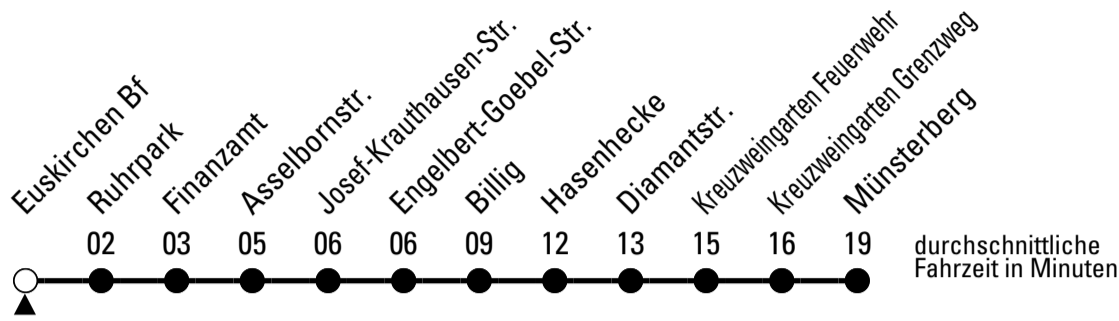 Euskirchen Bf
Ruhrpark
Finanzamt
Asselbornstr.
Josef-Krauthausen-Str.
Engelbert-Goebel-Str.
Billig
Hasenhecke
Diamantstr.
Kreuzweingarten Feuerwehr
Kreuzweingarten Grenzweg
Münsterberg
02 03 05 06 06 09 12 13 15 16 19
durchschnittliche
Fahrzeit in Minuten